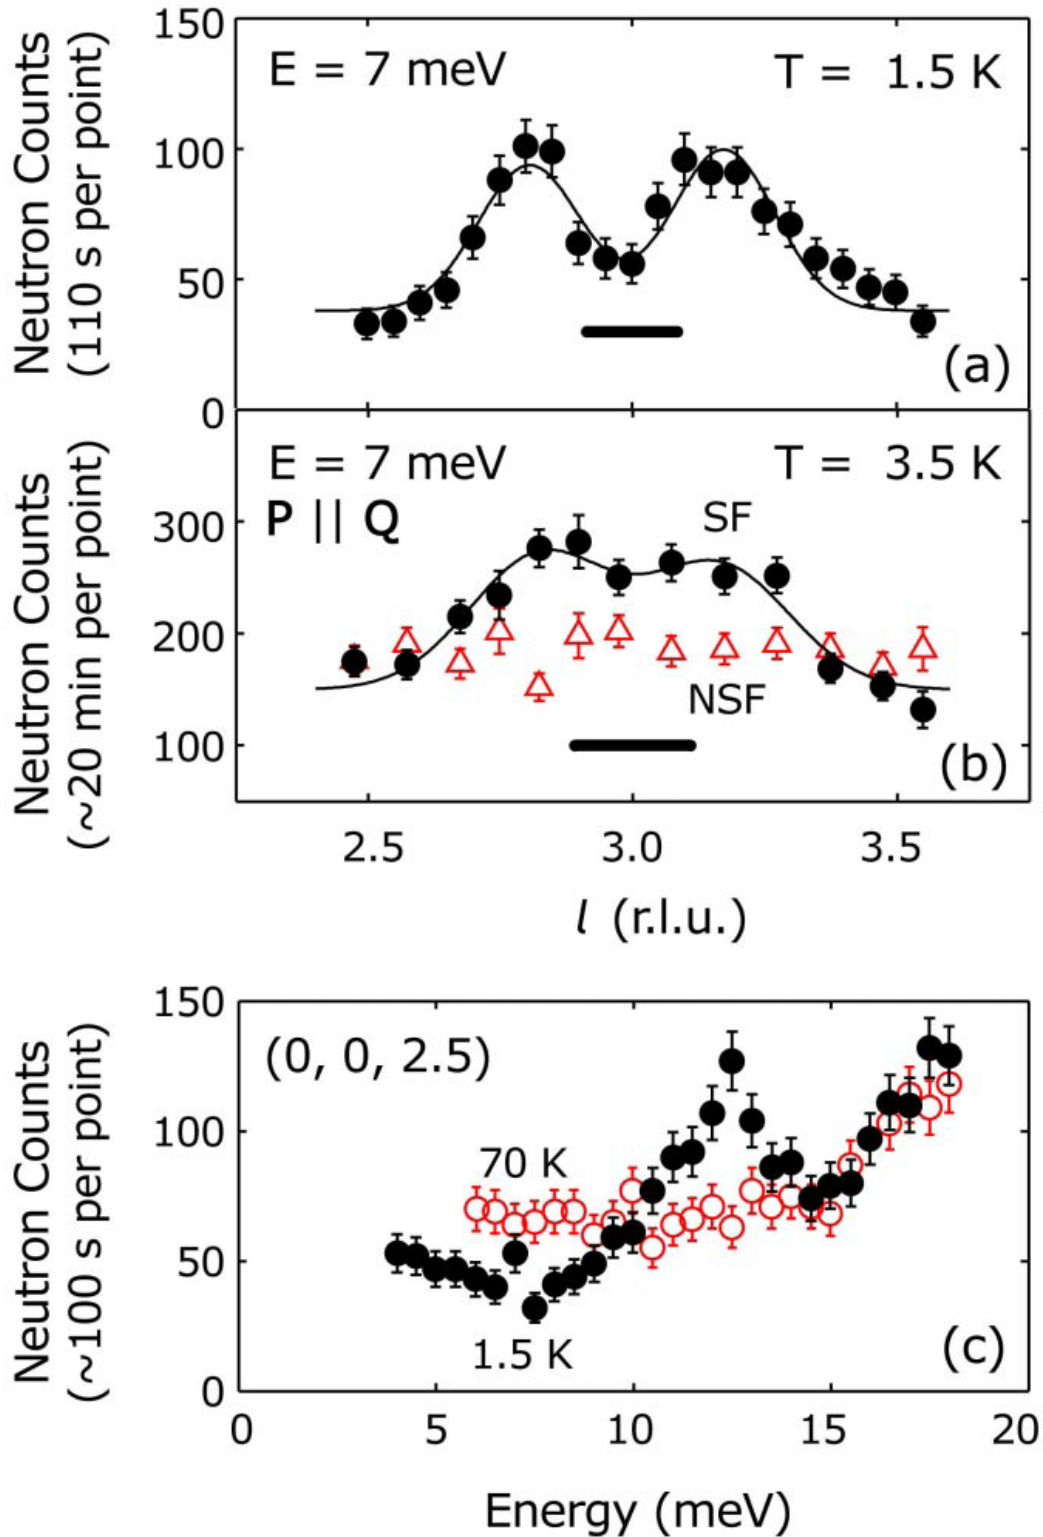 150
E = 7 meV
T = 1.5 K
100
50
0
(a)
Neutron Counts
(110 s per point)
E = 7 meV
T = 3.5 K
P || Q
SF
300
200
NSF
100
(b)
Neutron Counts
(~20 min per point)
2.5
3.0
3.5
l (r.l.u.)
150
(0, 0, 2.5)
100
70 K
50
1.5 K
(c)
0
Neutron Counts
(~100 s per point)
0
5
10
15
20
Energy (meV)